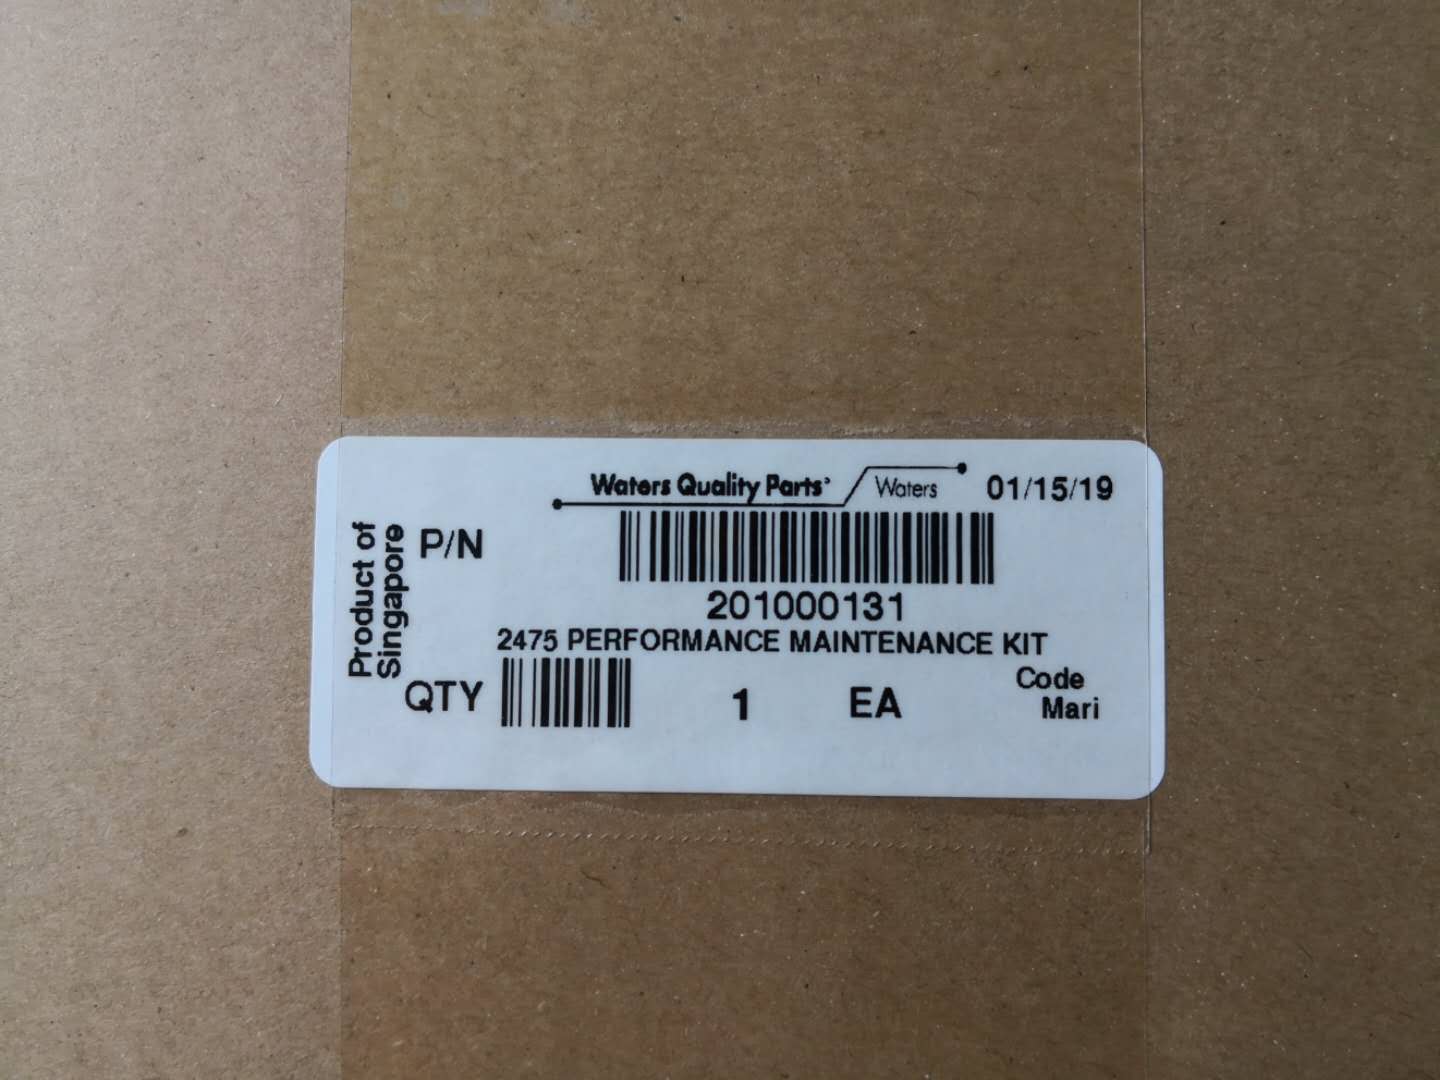 Waters Quality Parts®
Waters
01/15/19
Product of
Singapore
P/N
201000131
2475 PERFORMANCE MAINTENANCE KIT
QTY
1 EA
Code
Mari